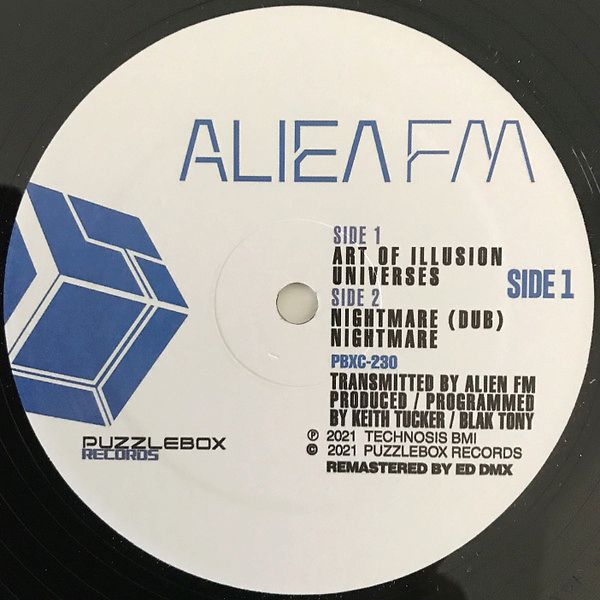 ALIEN FM
SIDE 1
ART OF ILLUSION
UNIVERSES
SIDE 1
SIDE 2
NIGHTMARE (DUB)
NIGHTMARE
PBXC-230
TRANSMITTED BY ALIEN FM
PRODUCED / PROGRAMMED
BY KEITH TUCKER / BLAK TONY
℗ 2021 TECHNOSIS BMI
© 2021 PUZZLEBOX RECORDS
REMASTERED BY ED DMX
PUZZLEBOX
RECORDS